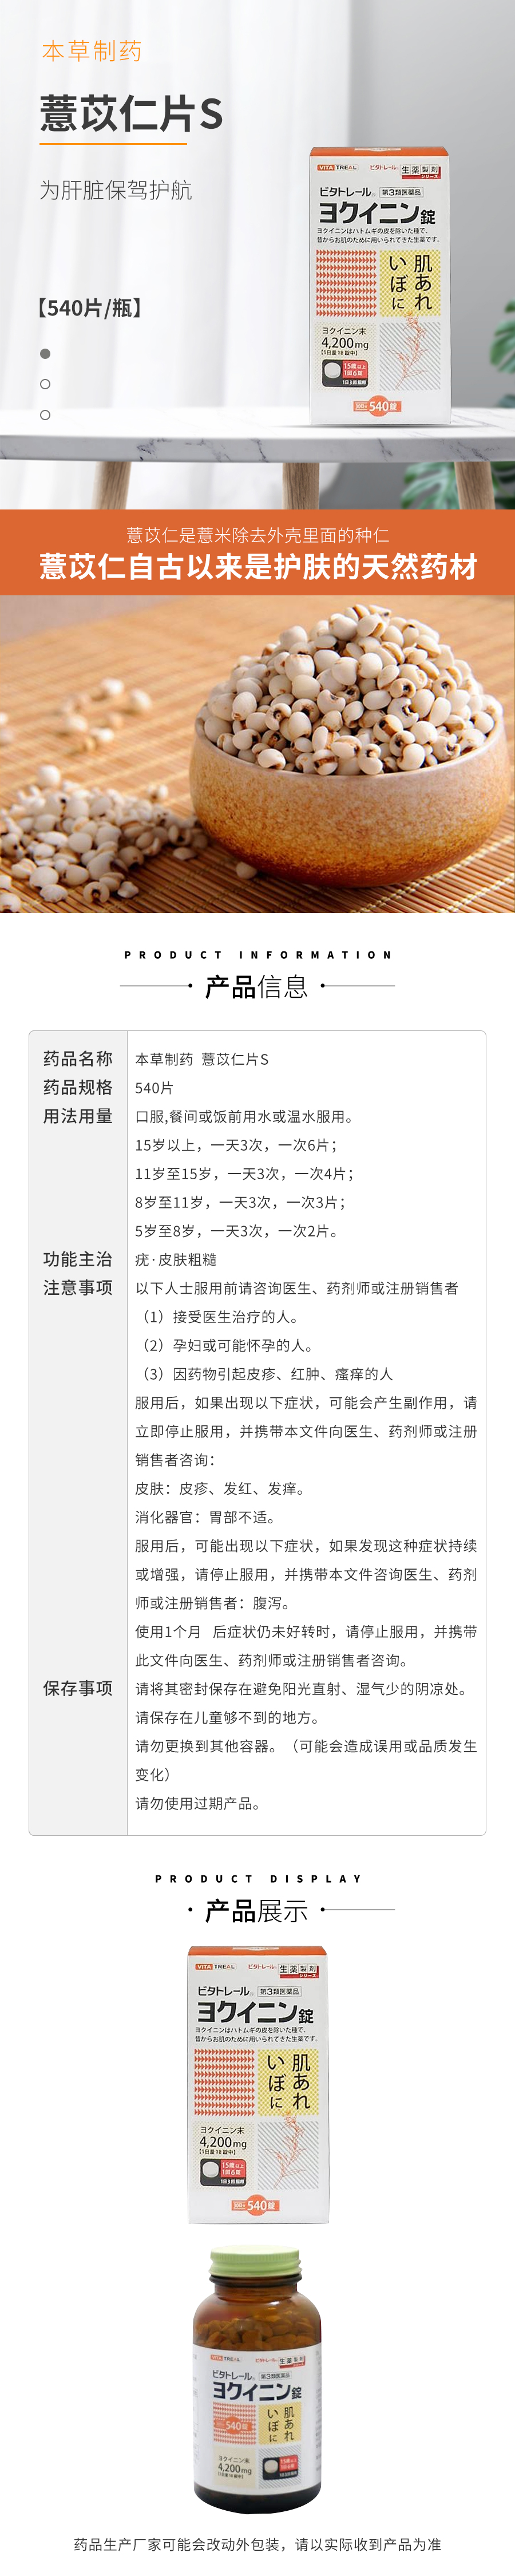 本草制药
薏苡仁片S
为肝脏保驾护航
【540片/瓶】
VITA TREAL ビタトレール 生薬製剤シリーズ
ビタトレール 第3類医薬品
ヨクイニン錠
ヨクイニンはハトムギの皮を除いた種で、
昔からお肌のために用いられてきた生薬です。
肌あれ
いぼに
ヨクイニン末
4,200mg
【1日量18錠中】
15歳以上
1回6錠
1日3回服用
540錠
薏苡仁是薏米除去外壳里面的种仁
薏苡仁自古以来是护肤的天然药材
PRODUCT INFORMATION
产品信息
药品名称 本草制药 薏苡仁片S
药品规格 540片
用法用量 口服,餐间或饭前用水或温水服用。
15岁以上，一天3次，一次6片；
11岁至15岁，一天3次，一次4片；
8岁至11岁，一天3次，一次3片；
5岁至8岁，一天3次，一次2片。
功能主治 疣·皮肤粗糙
注意事项 以下人士服用前请咨询医生、药剂师或注册销售者
（1）接受医生治疗的人。
（2）孕妇或可能怀孕的人。
（3）因药物引起皮疹、红肿、瘙痒的人
服用后，如果出现以下症状，可能会产生副作用，请
立即停止服用，并携带本文件向医生、药剂师或注册
销售者咨询：
皮肤：皮疹、发红、发痒。
消化器官：胃部不适。
服用后，可能出现以下症状，如果发现这种症状持续
或增强，请停止服用，并携带本文件咨询医生、药剂
师或注册销售者：腹泻。
使用1个月 后症状仍未好转时，请停止服用，并携带
此文件向医生、药剂师或注册销售者咨询。
保存事项 请将其密封保存在避免阳光直射、湿气少的阴凉处。
请保存在儿童够不到的地方。
请勿更换到其他容器。（可能会造成误用或品质发生
变化）
请勿使用过期产品。
PRODUCT DISPLAY
产品展示
VITA TREAL ビタトレール 生薬製剤シリーズ
ビタトレール 第3類医薬品
ヨクイニン錠
ヨクイニンはハトムギの皮を除いた種で、
昔からお肌のために用いられてきた生薬です。
肌あれ
いぼに
ヨクイニン末
4,200mg
【1日量18錠中】
15歳以上
1回6錠
1日3回服用
540錠
VITA TREAL ビタトレール 生薬製剤
ビタトレール 第3類医薬品
ヨクイニン錠
肌あれ
いぼに
540錠
ヨクイニン末
4,200mg
药品生产厂家可能会改动外包装，请以实际收到产品为准